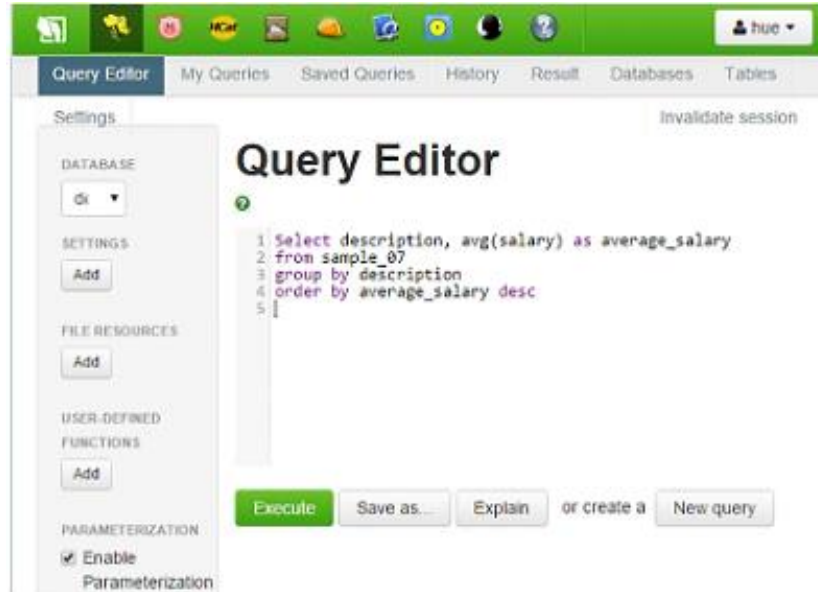 HCat
hue
Query Editor My Queries Saved Queries History Result Databases Tables
Settings Invalidate session
DATABASE
SETTINGS
Add
FILE RESOURCES
Add
USER-DEFINED
FUNCTIONS
Add
PARAMETERIZATION
Enable
Parameterization
Query Editor
1 Select description, avg(salary) as average_salary
2 from sample_07
3 group by description
4 order by average_salary desc
5
Execute Save as... Explain or create a New query